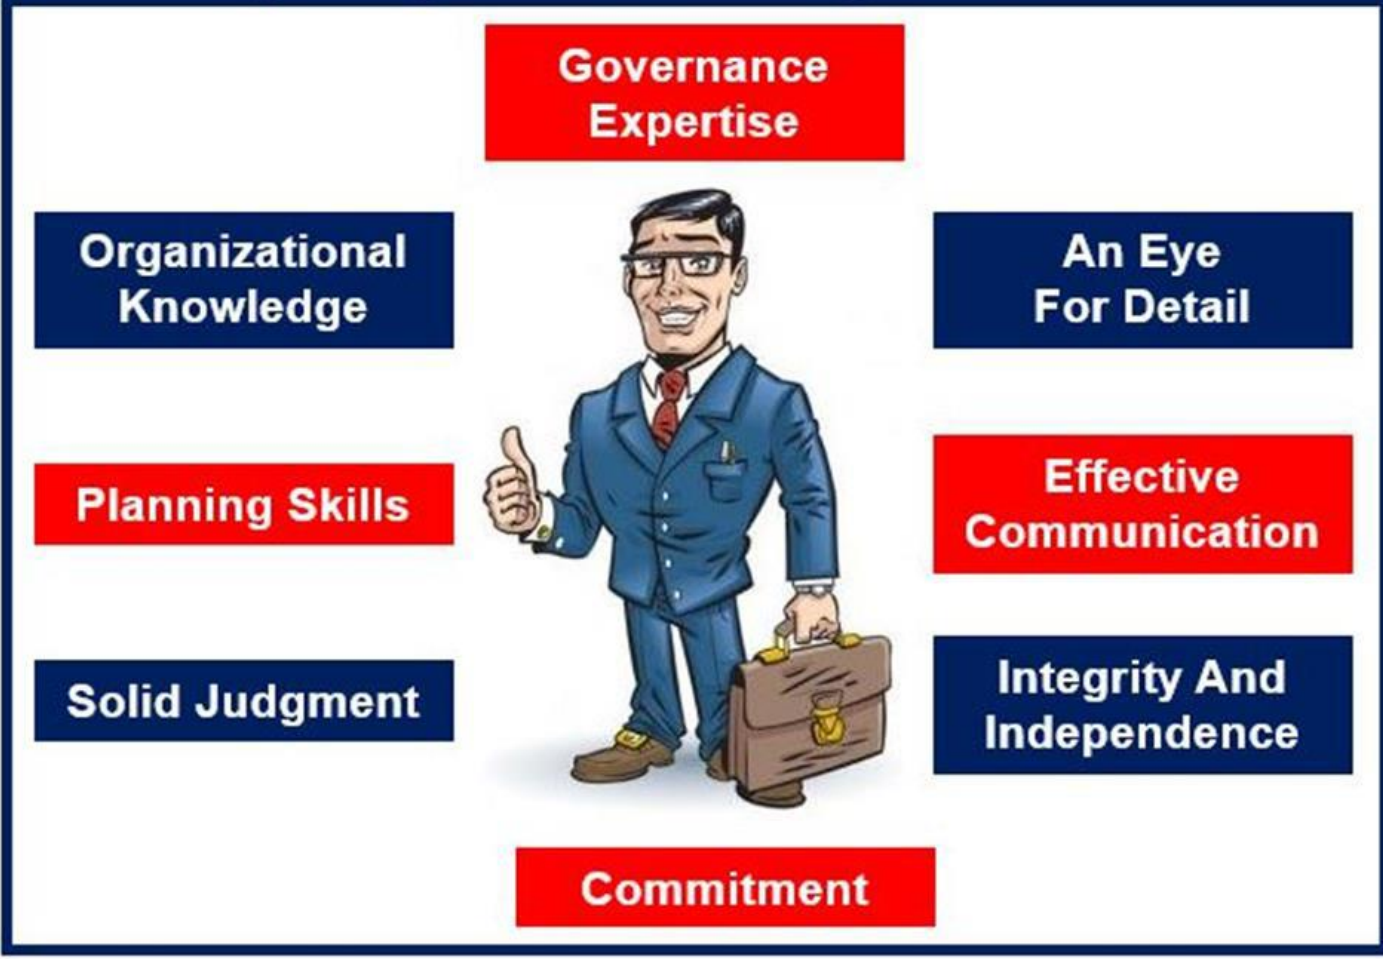 Governance
Expertise
Organizational
Knowledge
An Eye
For Detail
Planning Skills
Effective
Communication
Solid Judgment
Integrity And
Independence
Commitment